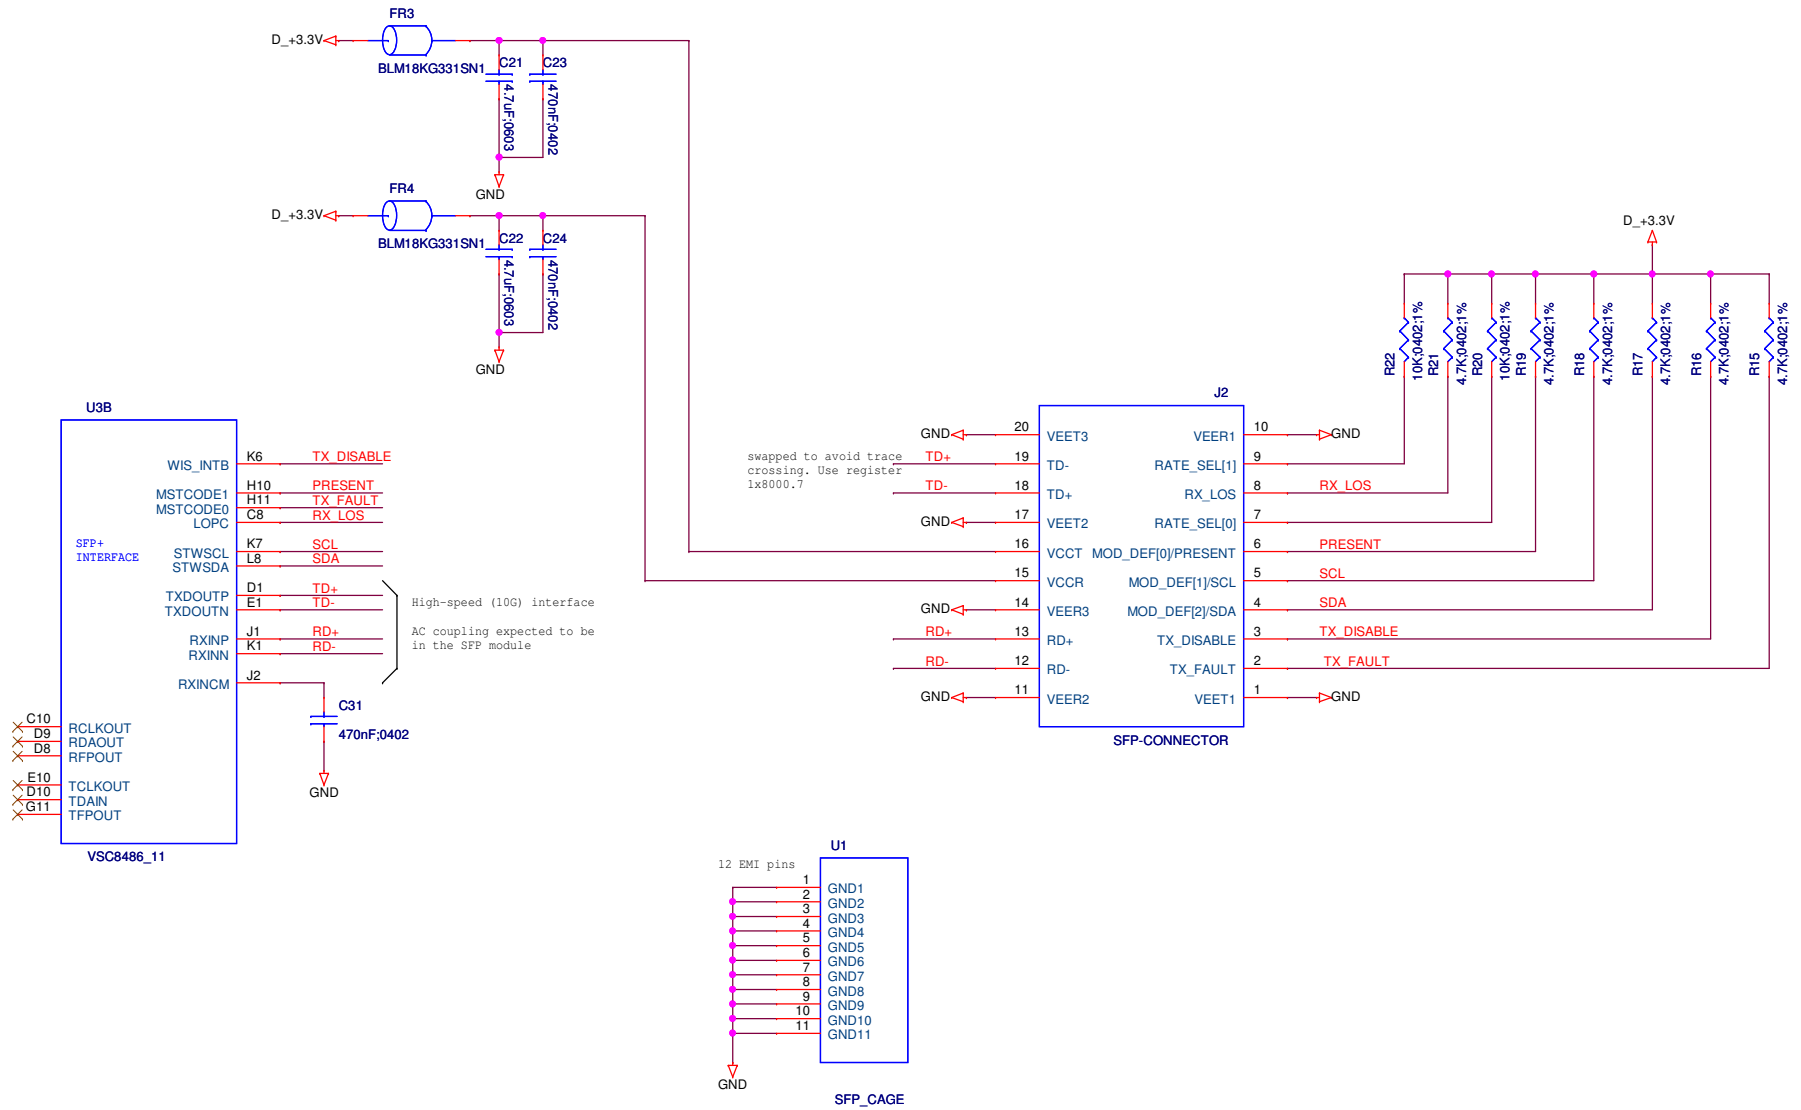 FR3
D_+3.3V
BLM18KG331SN1
C21
4.7uF;0603
C23
470nF;0402
GND
FR4
D_+3.3V
BLM18KG331SN1
C22
4.7uF;0603
C24
470nF;0402
GND
D_+3.3V
R22
10K;0402;1%
R21
4.7K;0402;1%
R20
10K;0402;1%
R19
4.7K;0402;1%
R18
4.7K;0402;1%
R17
4.7K;0402;1%
R16
4.7K;0402;1%
R15
4.7K;0402;1%
U3B
WIS_INTB K6 TX_DISABLE
MSTCODE1 H10 PRESENT
MSTCODE0 H11 TX_FAULT
LOPC C8 RX_LOS
SFP+
INTERFACE
STWSCL K7 SCL
STWSDA L8 SDA
TXDOUTP D1 TD+
TXDOUTN E1 TD-
RXINP J1 RD+
RXINN K1 RD-
RXINCM J2
High-speed (10G) interface
AC coupling expected to be
in the SFP module
C31
470nF;0402
GND
C10 RCLKOUT
D9 RDAOUT
D8 RFPOUT
E10 TCLKOUT
D10 TDAIN
G11 TFPOUT
VSC8486_11
J2
GND 20 VEET3
TD+ 19 TD-
TD- 18 TD+
GND 17 VEET2
16 VCCT
15 VCCR
GND 14 VEER3
RD+ 13 RD+
RD- 12 RD-
GND 11 VEER2
swapped to avoid trace
crossing. Use register
1x8000.7
VEER1 10 GND
RATE_SEL[1] 9
RX_LOS 8 RX_LOS
RATE_SEL[0] 7
MOD_DEF[0]/PRESENT 6 PRESENT
MOD_DEF[1]/SCL 5 SCL
MOD_DEF[2]/SDA 4 SDA
TX_DISABLE 3 TX_DISABLE
TX_FAULT 2 TX_FAULT
VEET1 1 GND
SFP-CONNECTOR
U1
12 EMI pins
1 GND1
2 GND2
3 GND3
4 GND4
5 GND5
6 GND6
7 GND7
8 GND8
9 GND9
10 GND10
11 GND11
GND
SFP_CAGE